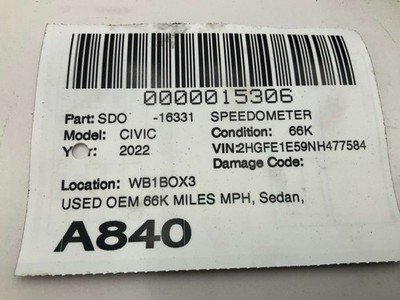 0000015306
Part: SDO -16331 SPEEDOMETER
Model: CIVIC Condition: 66K
Year: 2022 VIN:2HGFE1E59NH477584
Damage Code:
Location: WB1BOX3
USED OEM 66K MILES MPH, Sedan,
A840